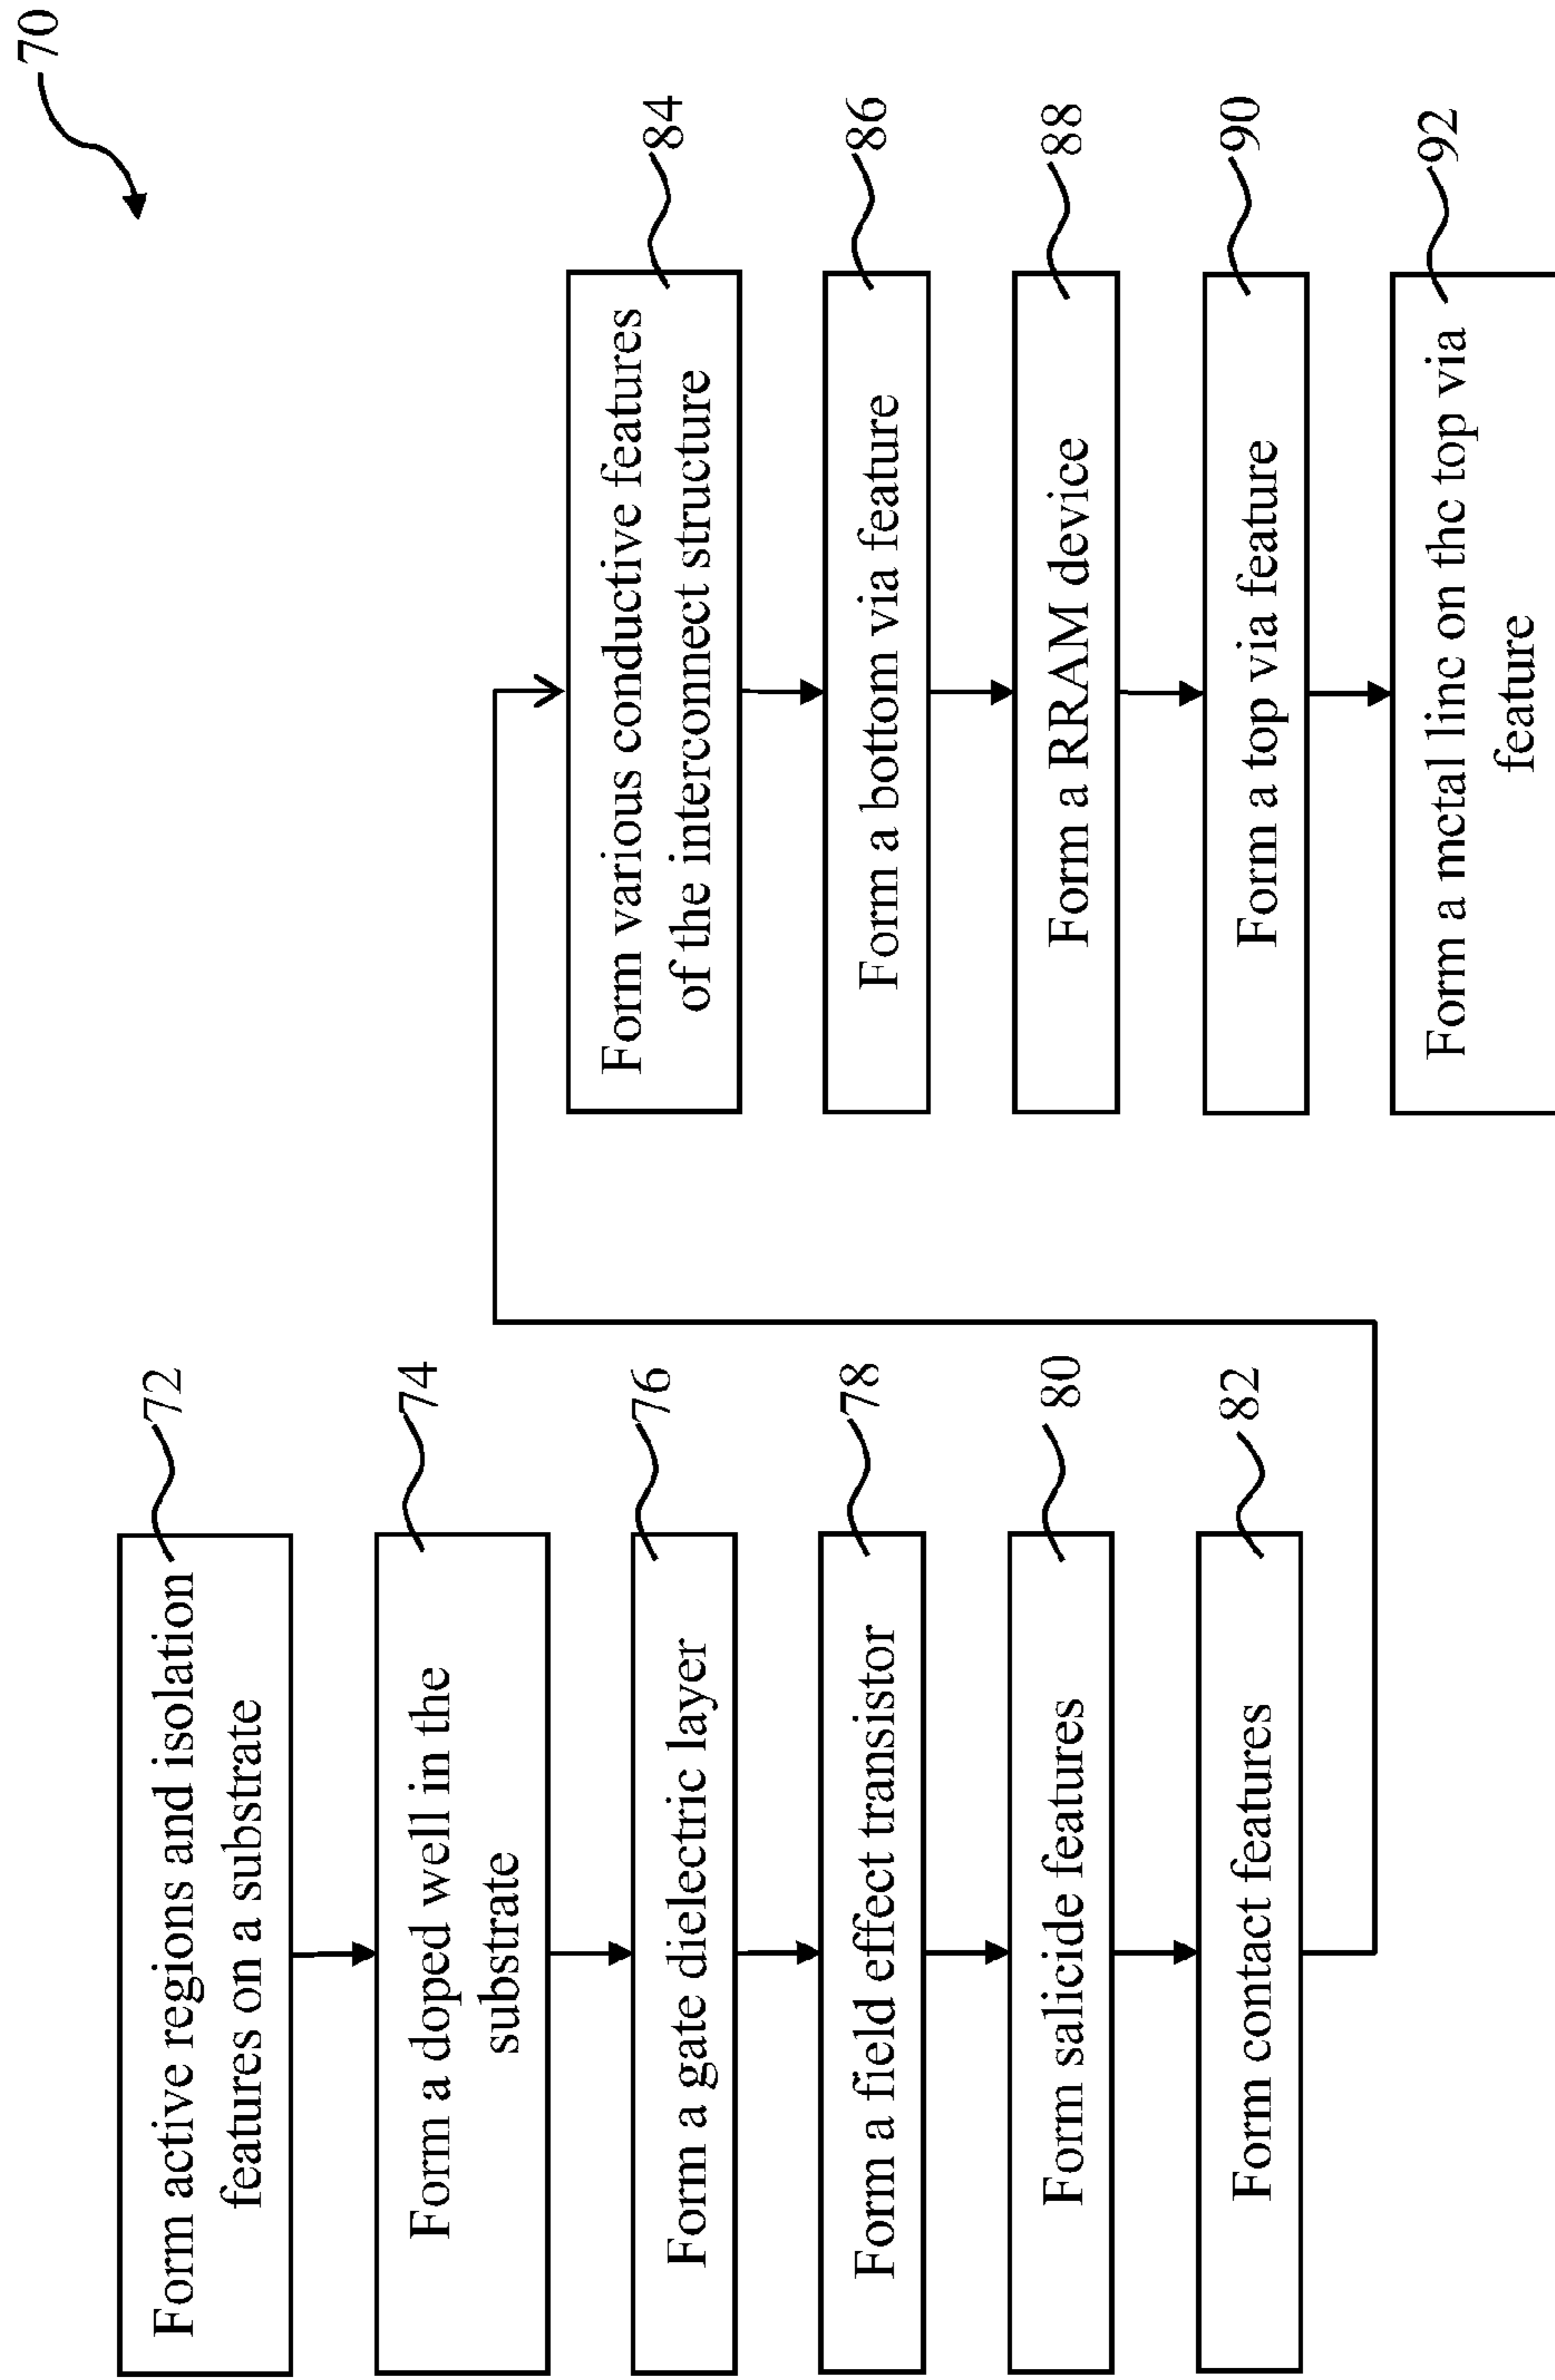 70
Form active regions and isolation
features on a substrate
72
Form a doped well in the
substrate
74
Form a gate dielectric layer
76
Form a field effect transistor
78
Form salicide features
80
Form contact features
82
Form various conductive features
of the interconnect structure
84
Form a bottom via feature
86
Form a RRAM device
88
Form a top via feature
90
Form a metal line on the top via
feature
92